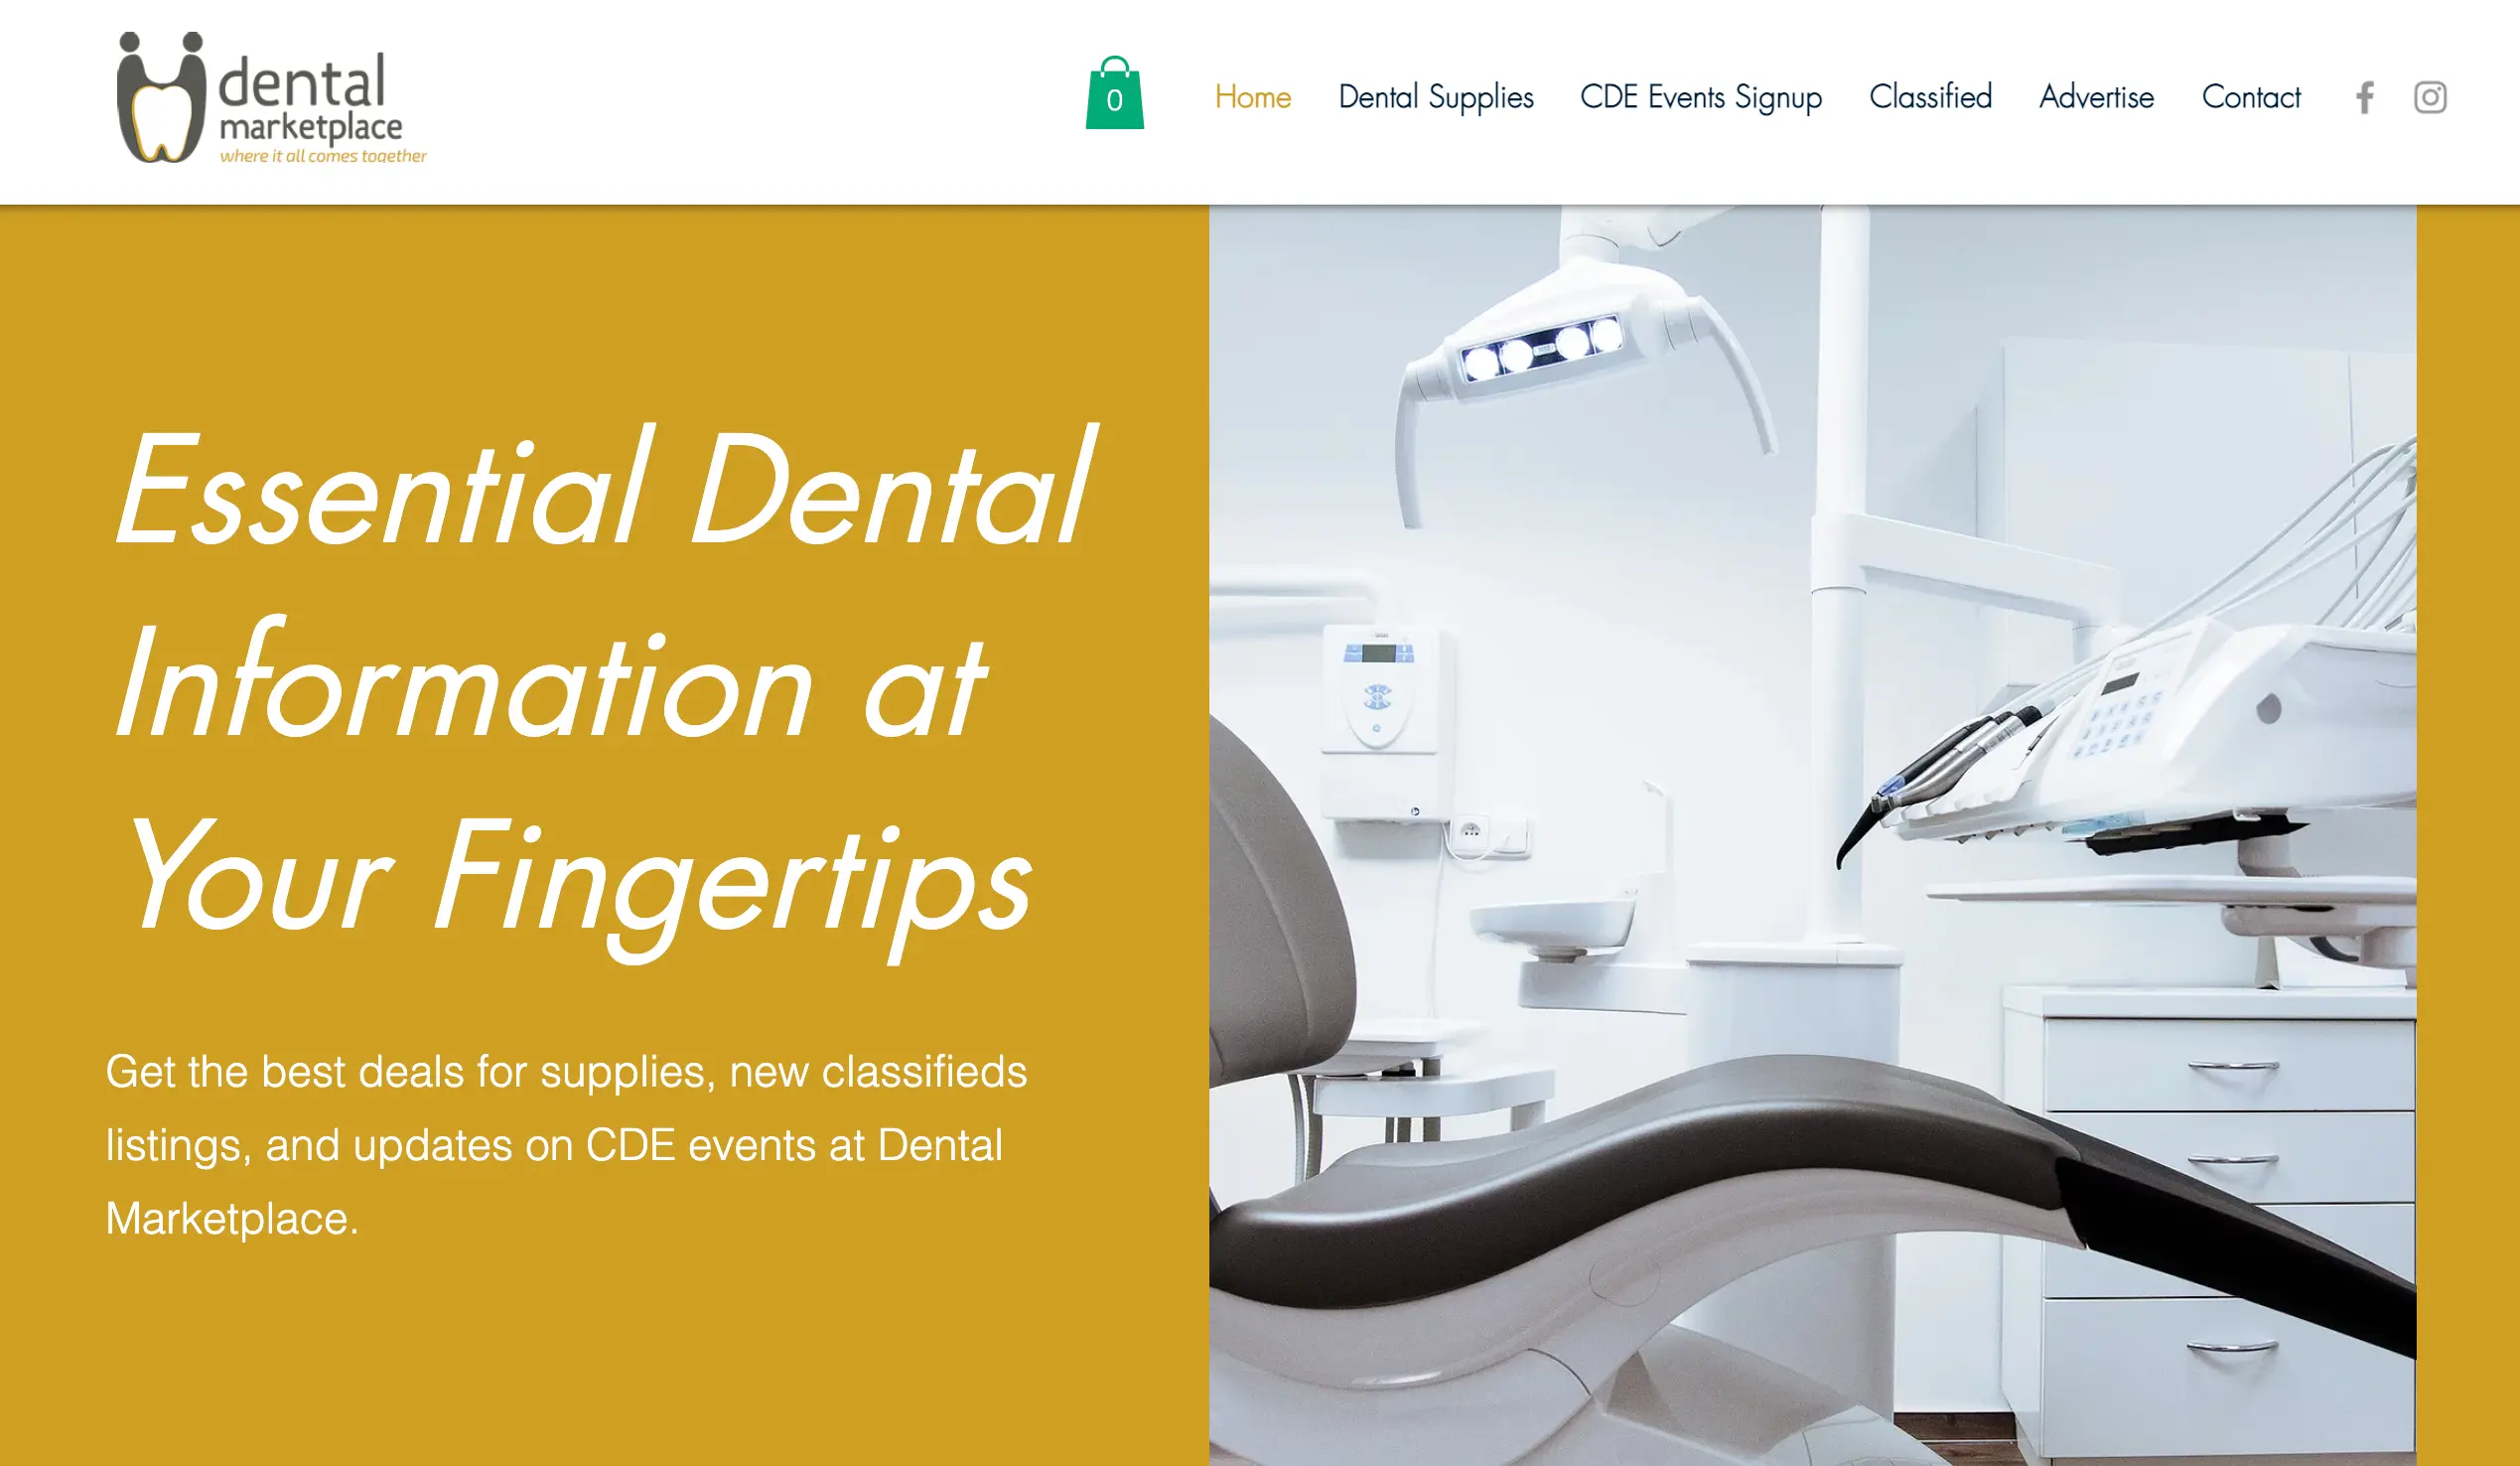 dental
marketplace
where it all comes together
0
Home
Dental Supplies
CDE Events Signup
Classified
Advertise
Contact
Essential Dental
Information at
Your Fingertips
Get the best deals for supplies, new classifieds
listings, and updates on CDE events at Dental
Marketplace.